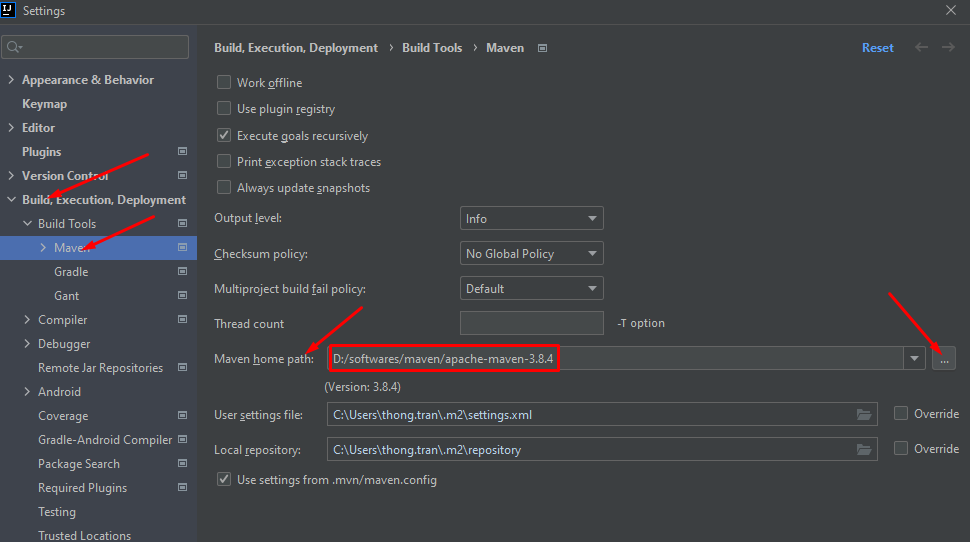 IJ
Settings
Build, Execution, Deployment › Build Tools › Maven
Reset
Appearance & Behavior
Keymap
Editor
Plugins
Version Control
Build, Execution, Deployment
Build Tools
Maven
Gradle
Gant
Compiler
Debugger
Remote Jar Repositories
Android
Coverage
Gradle-Android Compiler
Package Search
Required Plugins
Testing
Trusted Locations
Work offline
Use plugin registry
Execute goals recursively
Print exception stack traces
Always update snapshots
Output level: Info
Checksum policy: No Global Policy
Multiproject build fail policy: Default
Thread count -T option
Maven home path: D:/softwares/maven/apache-maven-3.8.4 ...
(Version: 3.8.4)
User settings file: C:\Users\thong.tran\.m2\settings.xml Override
Local repository: C:\Users\thong.tran\.m2\repository Override
Use settings from .mvn/maven.config